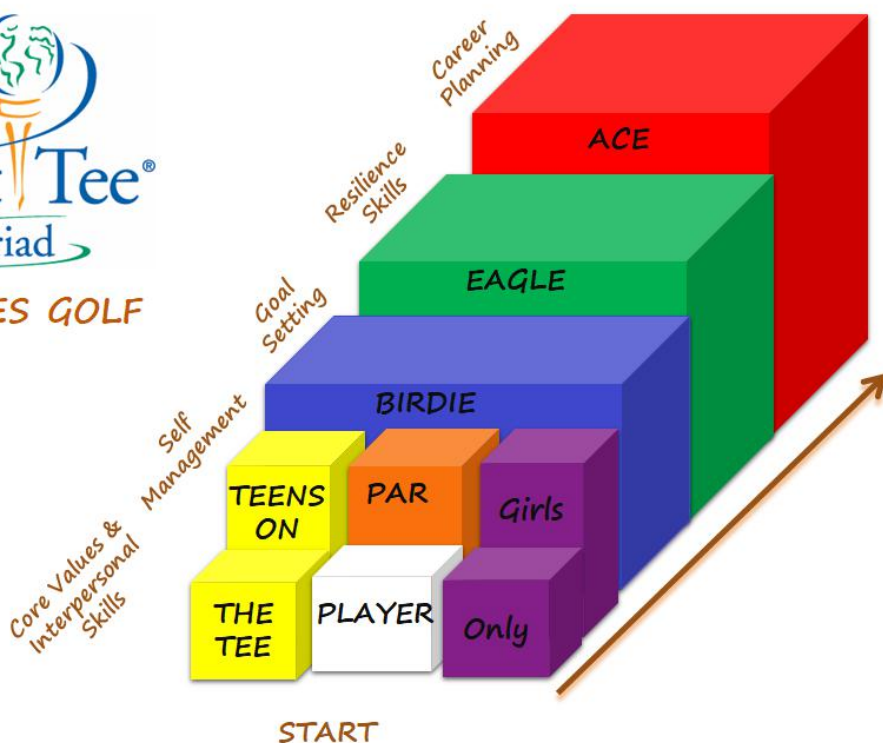 Tee®
riad
ES GOLF
Career
Planning
ACE
Resilience
Skills
EAGLE
Goal
Setting
BIRDIE
Self
Management
TEENS
ON
PAR
Girls
Core Values &
Interpersonal
Skills
THE
TEE
PLAYER
Only
START